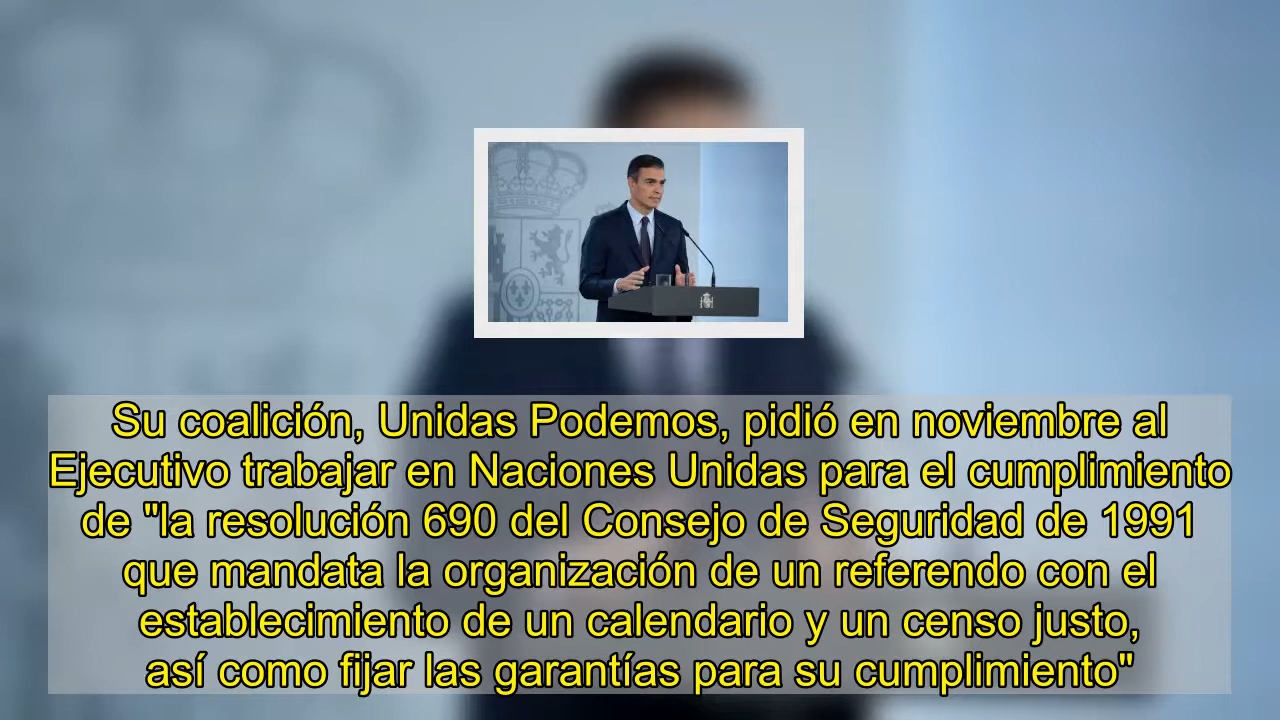 Su coalición, Unidas Podemos, pidió en noviembre al
Ejecutivo trabajar en Naciones Unidas para el cumplimiento
de "la resolución 690 del Consejo de Seguridad de 1991
que mandata la organización de un referendo con el
establecimiento de un calendario y un censo justo,
así como fijar las garantías para su cumplimiento"